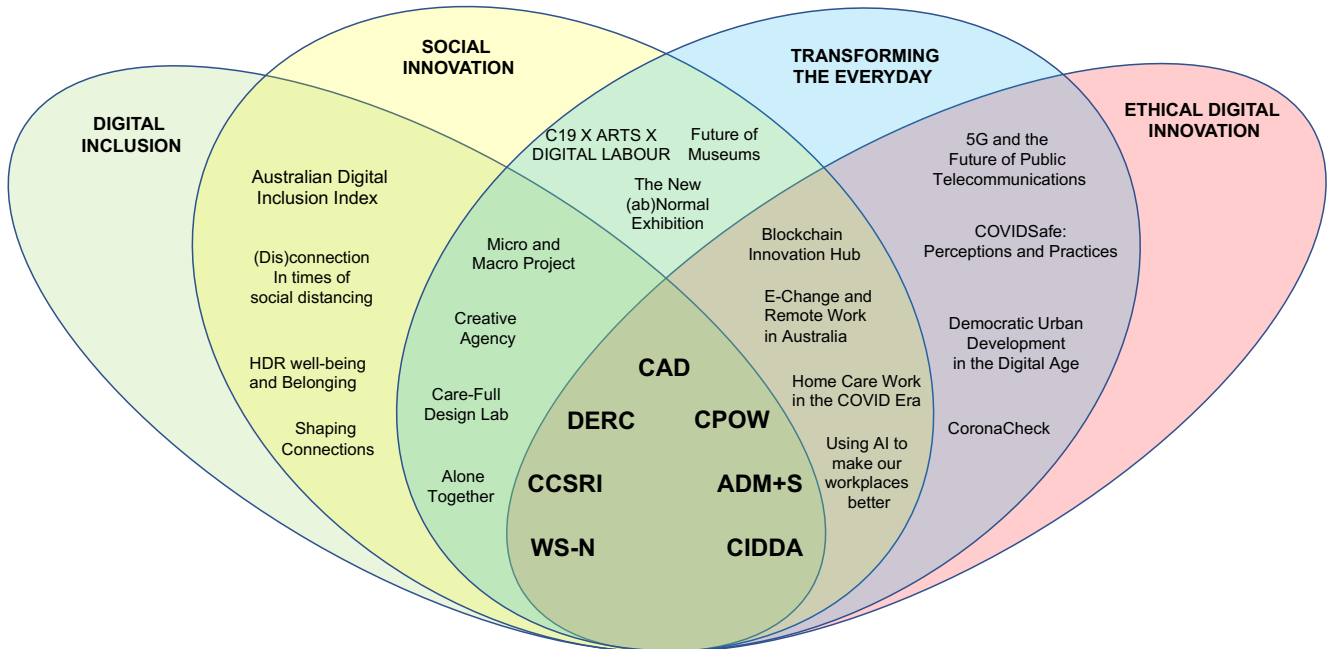 DIGITAL
INCLUSION
SOCIAL
INNOVATION
TRANSFORMING
THE EVERYDAY
ETHICAL DIGITAL
INNOVATION
Australian Digital
Inclusion Index
(Dis)connection
In times of
social distancing
HDR well-being
and Belonging
Shaping
Connections
C19 X ARTS X
DIGITAL LABOUR
Future of
Museums
The New
(ab)Normal
Exhibition
Micro and
Macro Project
Creative
Agency
Care-Full
Design Lab
Alone
Together
Blockchain
Innovation Hub
E-Change and
Remote Work
in Australia
Home Care Work
in the COVID Era
Using AI to
make our
workplaces
better
5G and the
Future of Public
Telecommunications
COVIDSafe:
Perceptions and Practices
Democratic Urban
Development
in the Digital Age
CoronaCheck
CAD
DERC
CPOW
CCSRI
ADM+S
WS-N
CIDDA